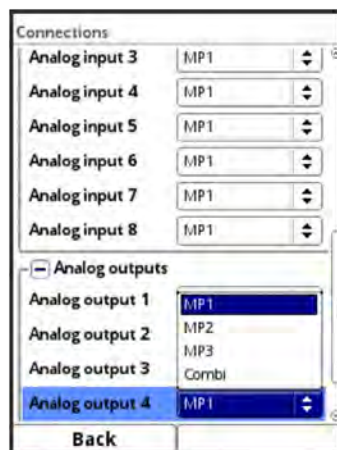 Connections
Analog input 3 MP1
Analog input 4 MP1
Analog input 5 MP1
Analog input 6 MP1
Analog input 7 MP1
Analog input 8 MP1
Analog outputs
Analog output 1 MP1
Analog output 2 MP2
Analog output 3 MP3
Combi
Analog output 4 MP1
Back